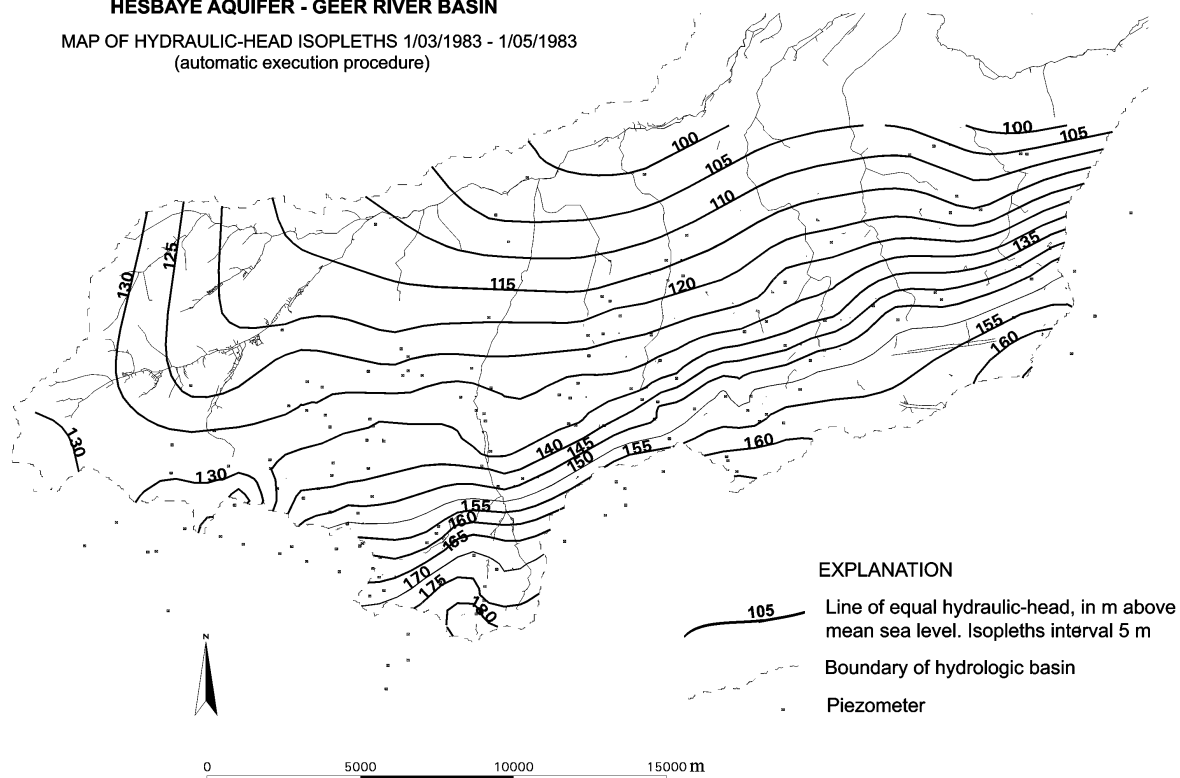 HESBAYE AQUIFER - GEER RIVER BASIN
MAP OF HYDRAULIC-HEAD ISOPLETHS 1/03/1983 - 1/05/1983
(automatic execution procedure)
100
100
105
105
110
135
125
130
115
120
155
160
130
130
140
145
150
155
160
155
160
165
170
175
180
EXPLANATION
105
Line of equal hydraulic-head, in m above
mean sea level. Isopleths interval 5 m
Boundary of hydrologic basin
Piezometer
N
0 5000 10000 15000 m